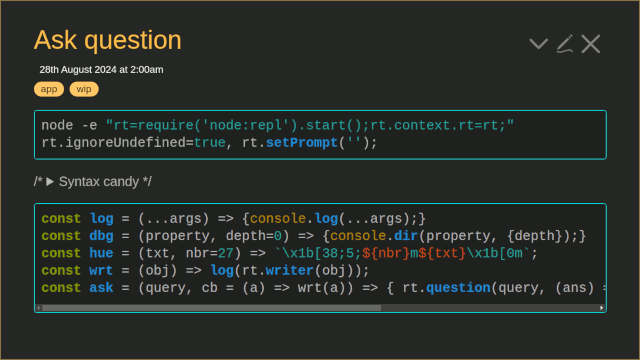 Ask question
28th August 2024 at 2:00am
app wip
node -e "rt=require('node:repl').start();rt.context.rt=rt;"
rt.ignoreUndefined=true, rt.setPrompt('');
/* ▶ Syntax candy */
const log = (...args) => {console.log(...args);}
const dbg = (property, depth=0) => {console.dir(property, {depth});}
const hue = (txt, nbr=27) => `\x1b[38;5;${nbr}m${txt}\x1b[0m`;
const wrt = (obj) => log(rt.writer(obj));
const ask = (query, cb = (a) => wrt(a)) => { rt.question(query, (ans) =